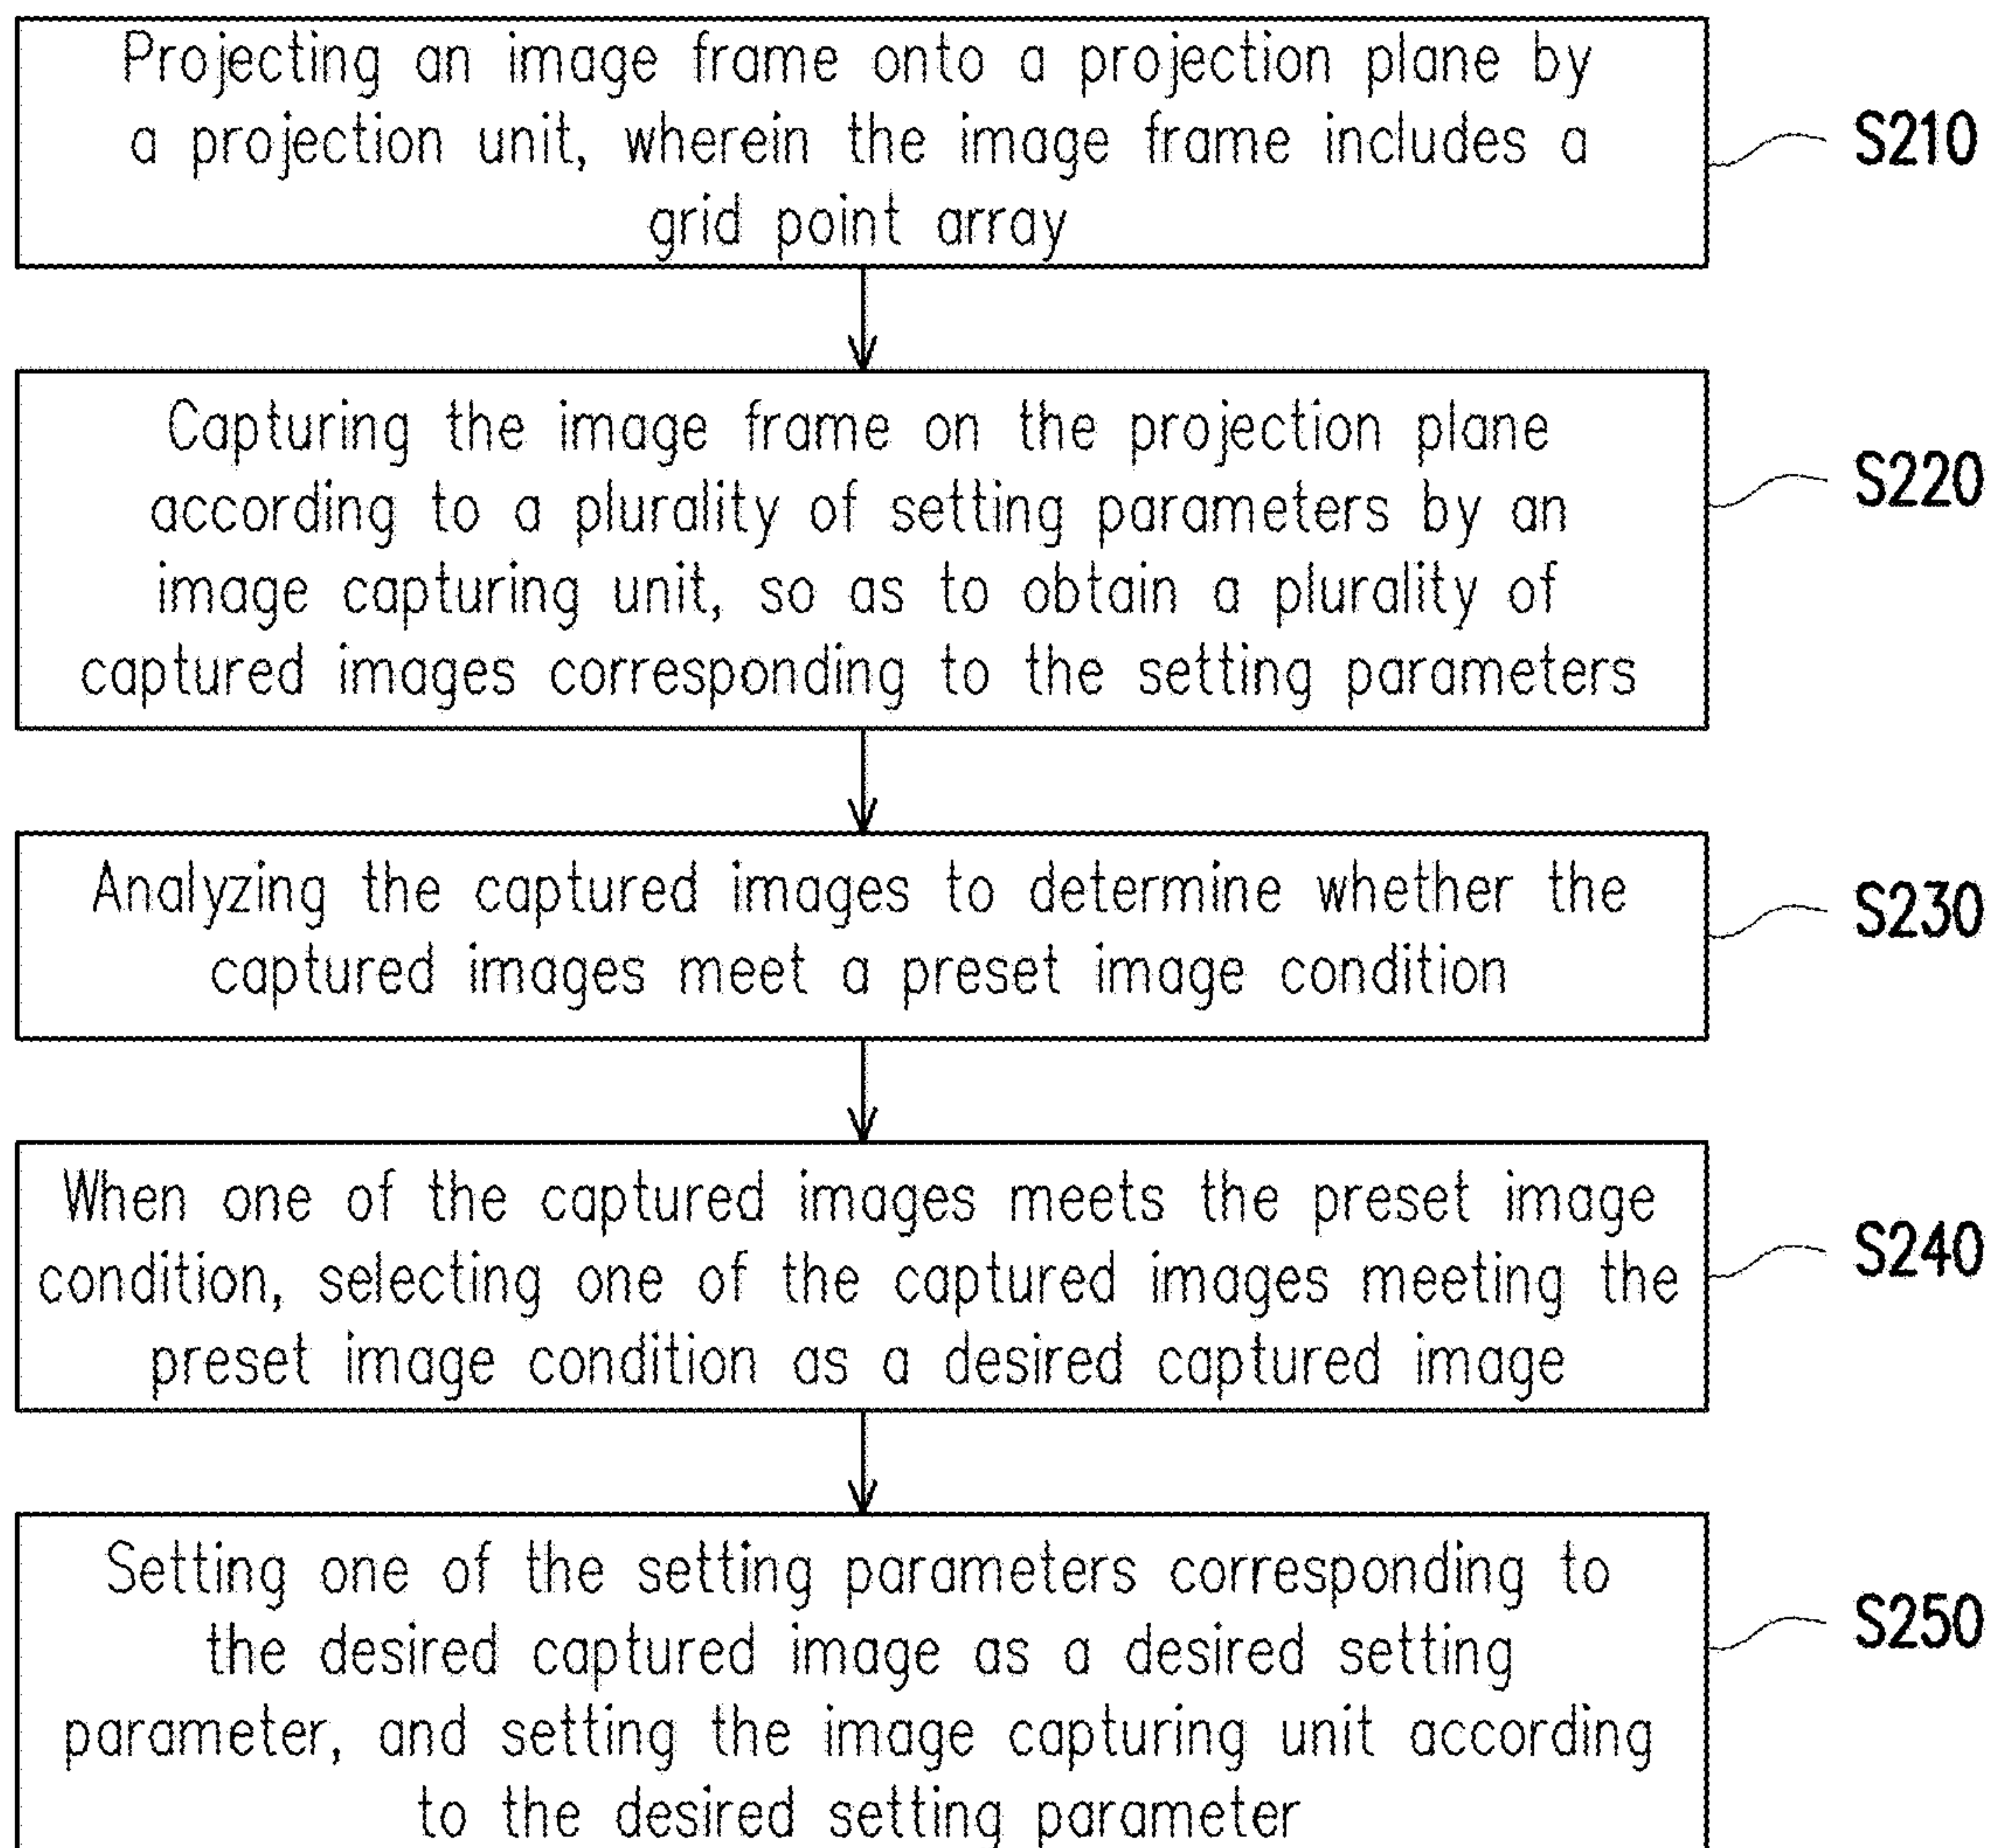 Projecting an image frame onto a projection plane by
a projection unit, wherein the image frame includes a
grid point array
S210
Capturing the image frame on the projection plane
according to a plurality of setting parameters by an
image capturing unit, so as to obtain a plurality of
captured images corresponding to the setting parameters
S220
Analyzing the captured images to determine whether the
captured images meet a preset image condition
S230
When one of the captured images meets the preset image
condition, selecting one of the captured images meeting the
preset image condition as a desired captured image
S240
Setting one of the setting parameters corresponding to
the desired captured image as a desired setting
parameter, and setting the image capturing unit according
to the desired setting parameter
S250